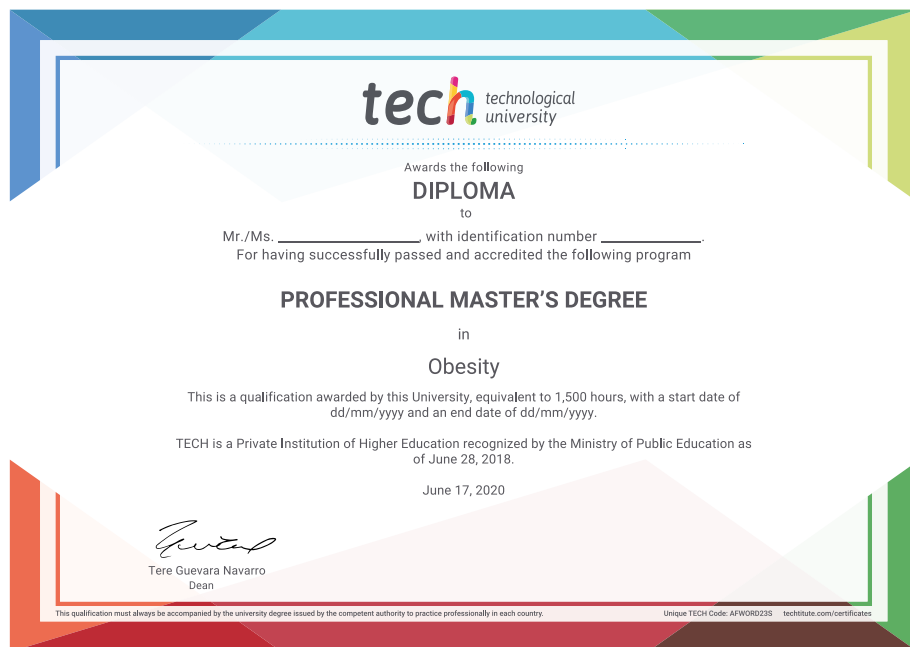 tech technological
university
Awards the following
DIPLOMA
to
Mr./Ms. ____________________, with identification number ______________.
For having successfully passed and accredited the following program
PROFESSIONAL MASTER'S DEGREE
in
Obesity
This is a qualification awarded by this University, equivalent to 1,500 hours, with a start date of
dd/mm/yyyy and an end date of dd/mm/yyyy.
TECH is a Private Institution of Higher Education recognized by the Ministry of Public Education as
of June 28, 2018.
June 17, 2020
Tere Guevara Navarro
Dean
This qualification must always be accompanied by the university degree issued by the competent authority to practice professionally in each country.
Unique TECH Code: AFWORD23S techtitute.com/certificates